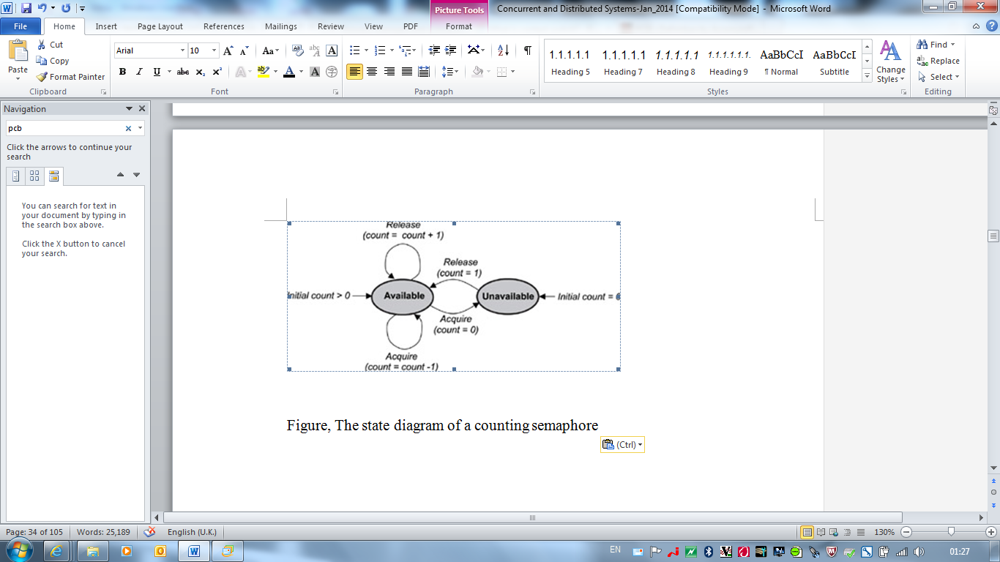 Picture Tools
Concurrent and Distributed Systems-Jan_2014 [Compatibility Mode] - Microsoft Word
File Home Insert Page Layout References Mailings Review View PDF Format
Paste
Cut
Copy
Format Painter
Clipboard
Arial 10
Font
Paragraph
1.1.1.1.1 1.1.1.1.1 1.1.1.1.1 1.1.1.1.1.1. AaBbCcI AaBbCcI
Heading 5 Heading 7 Heading 8 Heading 9 ¶ Normal Subtitle
Styles
Change
Styles
Find
Replace
Select
Editing
Navigation
pcb
Click the arrows to continue your
search
You can search for text in
your document by typing in
the search box above.
Click the X button to cancel
your search.
Release
(count = count + 1)
Release
(count = 1)
Initial count > 0
Available
Unavailable
Initial count = 0
Acquire
(count = 0)
Acquire
(count = count -1)
Figure, The state diagram of a counting semaphore
(Ctrl)
Page: 34 of 105 Words: 25,189 English (U.K.) 130%
EN 01:27